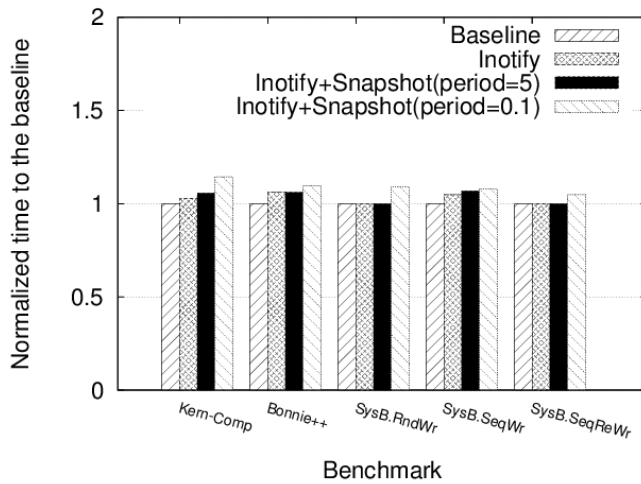 2
1.5
1
0.5
0
Normalized time to the baseline
Baseline
Inotify
Inotify+Snapshot(period=5)
Inotify+Snapshot(period=0.1)
Kern-Comp
Bonnie++
SysB.RndWr
SysB.SeqWr
SysB.SeqReWr
Benchmark